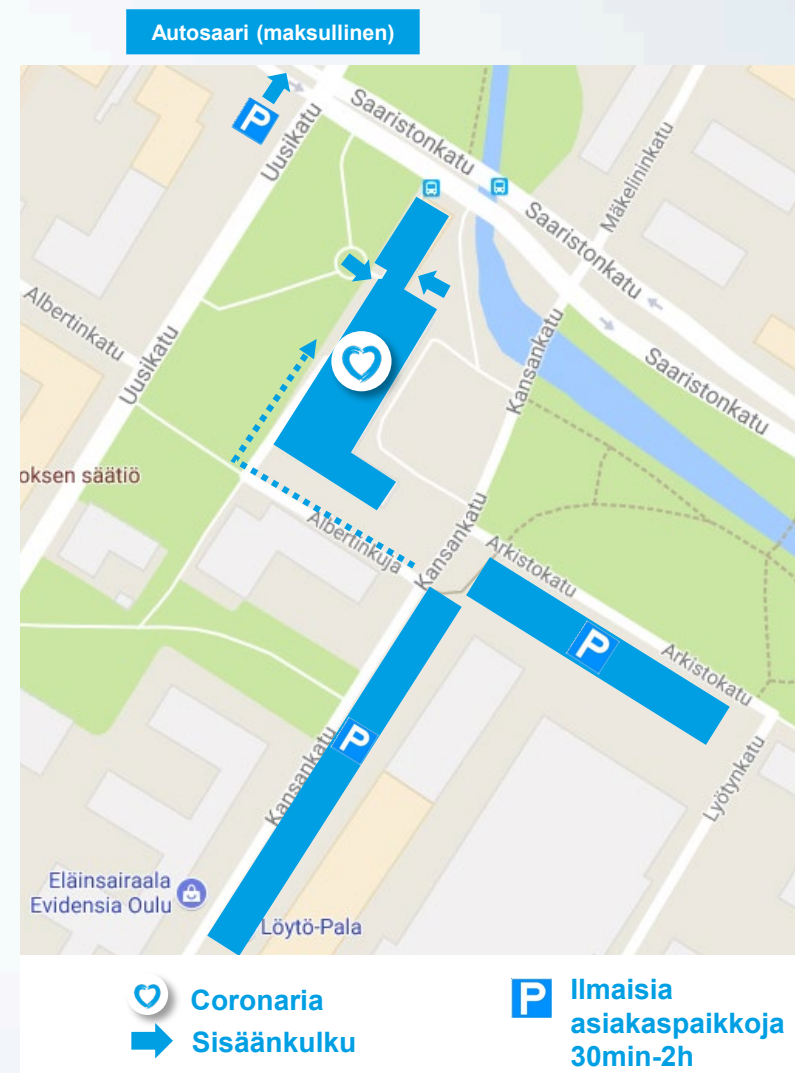 Autosaari (maksullinen)
P
Uusikatu
Saaristonkatu
Mäkelininkatu
Saaristonkatu
Albertinkatu
Uusikatu
Kansankatu
Saaristonkatu
oksen säätiö
Albertinkuja
Kansankatu
Arkistokatu
P
Arkistokatu
P
Kansankatu
Lyötynkatu
Eläinsairaala
Evidensia Oulu
Löytö-Pala
Coronaria
Sisäänkulku
P
Ilmaisia
asiakaspaikkoja
30min-2h